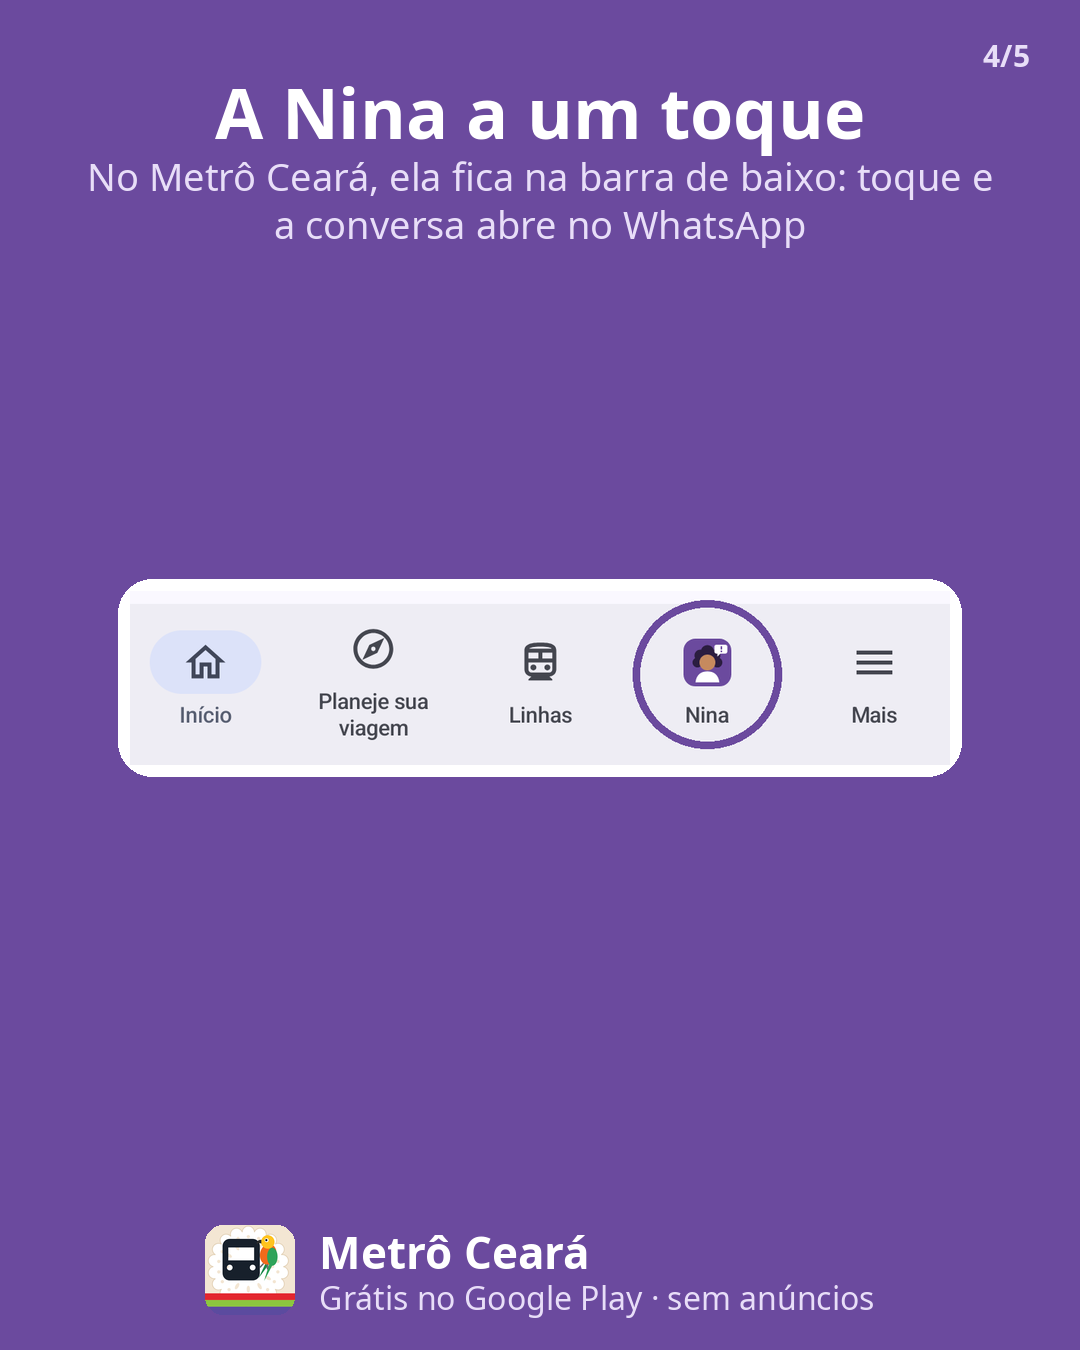 4/5
A Nina a um toque
No Metrô Ceará, ela fica na barra de baixo: toque e
a conversa abre no WhatsApp
Início
Planeje sua
viagem
Linhas
Nina
Mais
Metrô Ceará
Grátis no Google Play · sem anúncios